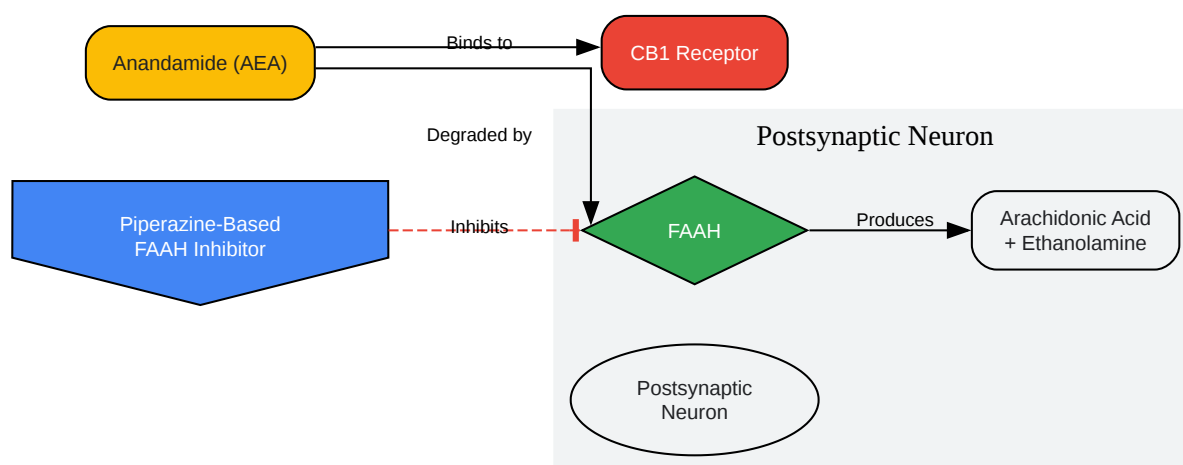 Anandamide (AEA)
Binds to
CB1 Receptor
Degraded by
Postsynaptic Neuron
Piperazine-Based
FAAH Inhibitor
Inhibits
FAAH
Produces
Arachidonic Acid
+ Ethanolamine
Postsynaptic
Neuron